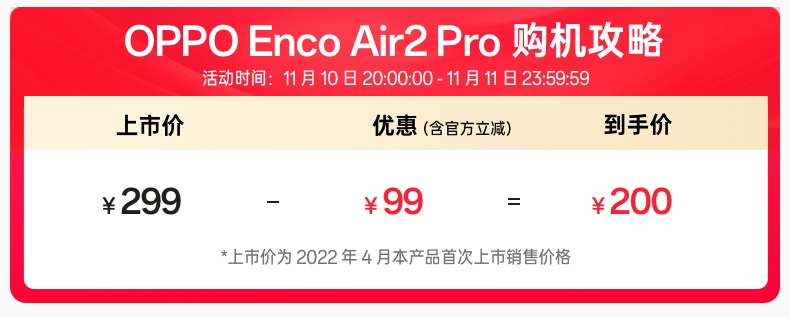 OPPO Enco Air2 Pro 购机攻略
活动时间：11 月 10 日 20:00:00 - 11 月 11 日 23:59:59
上市价 优惠 (含官方立减) 到手价
¥ 299 - ¥ 99 = ¥ 200
*上市价为 2022 年 4 月本产品首次上市销售价格